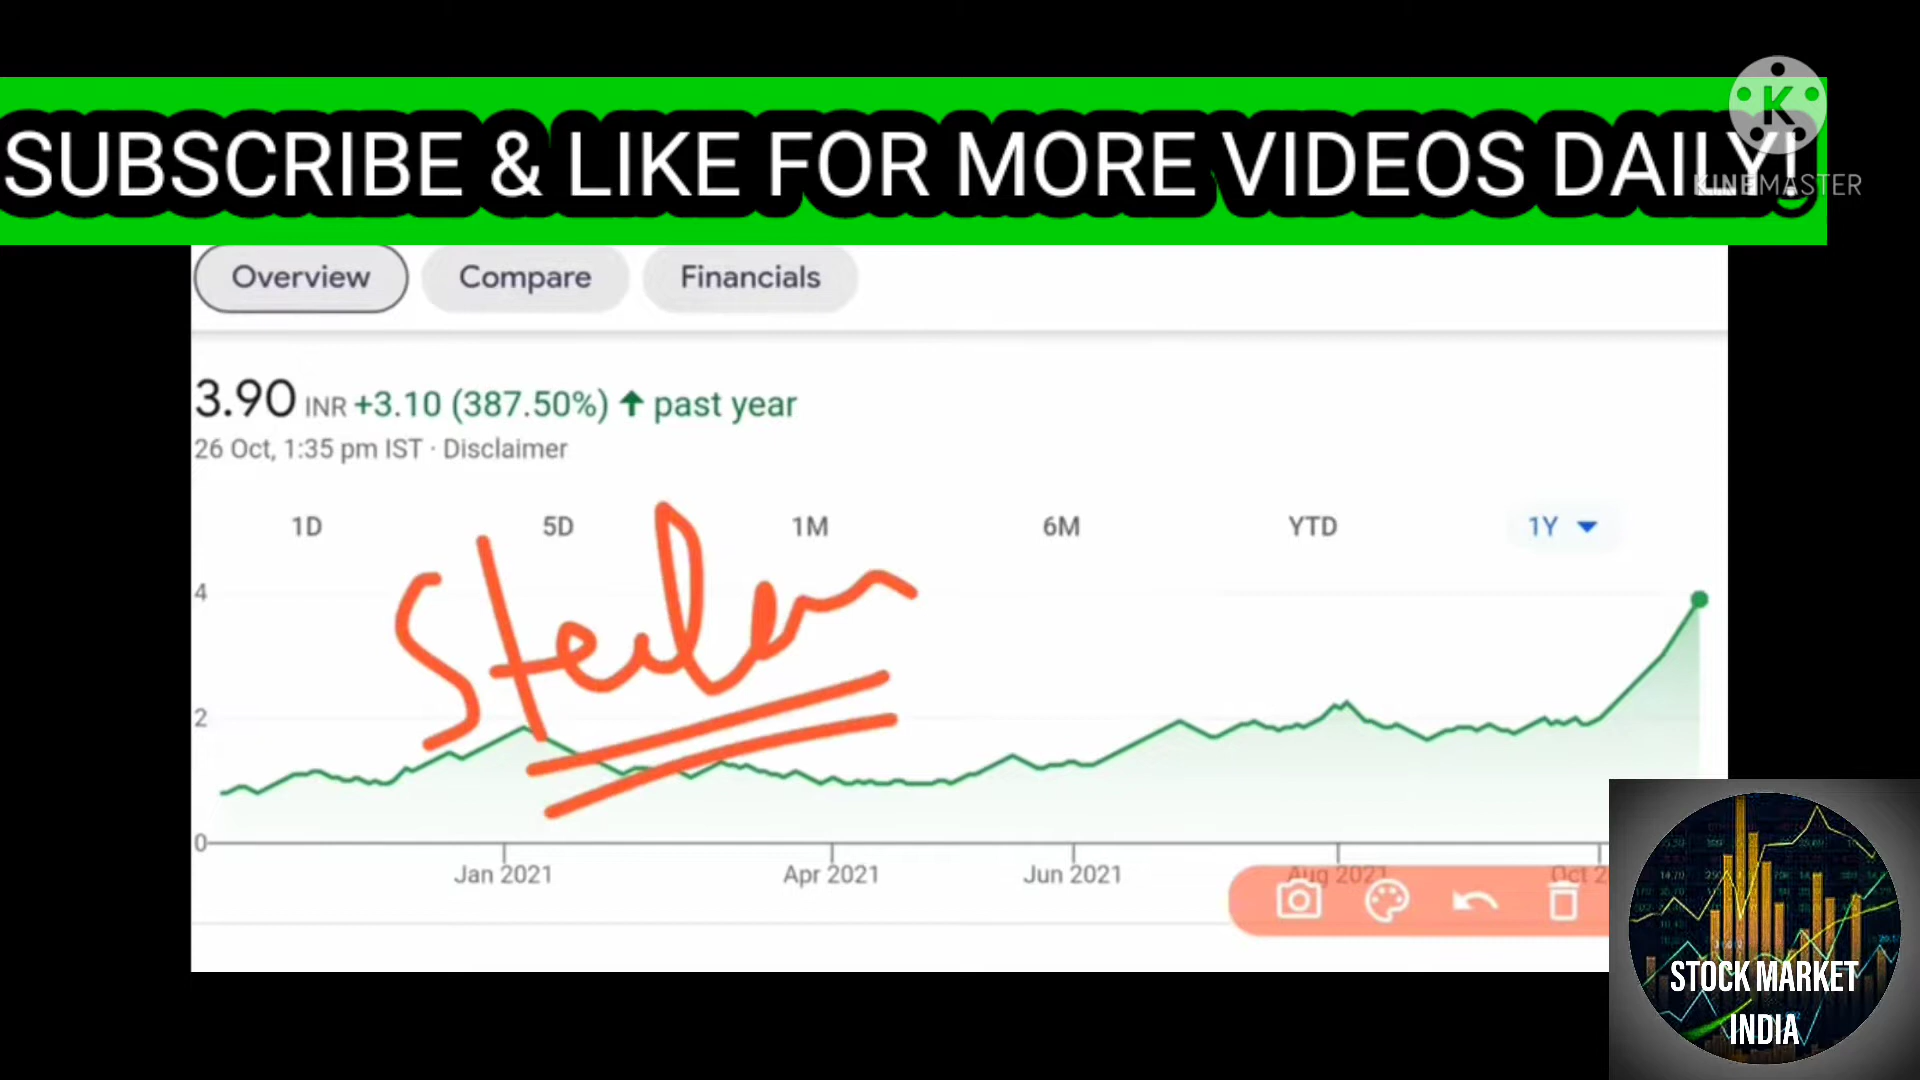 SUBSCRIBE & LIKE FOR MORE VIDEOS DAILY!
KINEMASTER
Overview Compare Financials
3.90 INR +3.10 (387.50%) ↑ past year
26 Oct, 1:35 pm IST · Disclaimer
1D 5D 1M 6M YTD 1Y
4
2
0
Jan 2021 Apr 2021 Jun 2021 Aug 2021 Oct 2
STOCK MARKET
INDIA